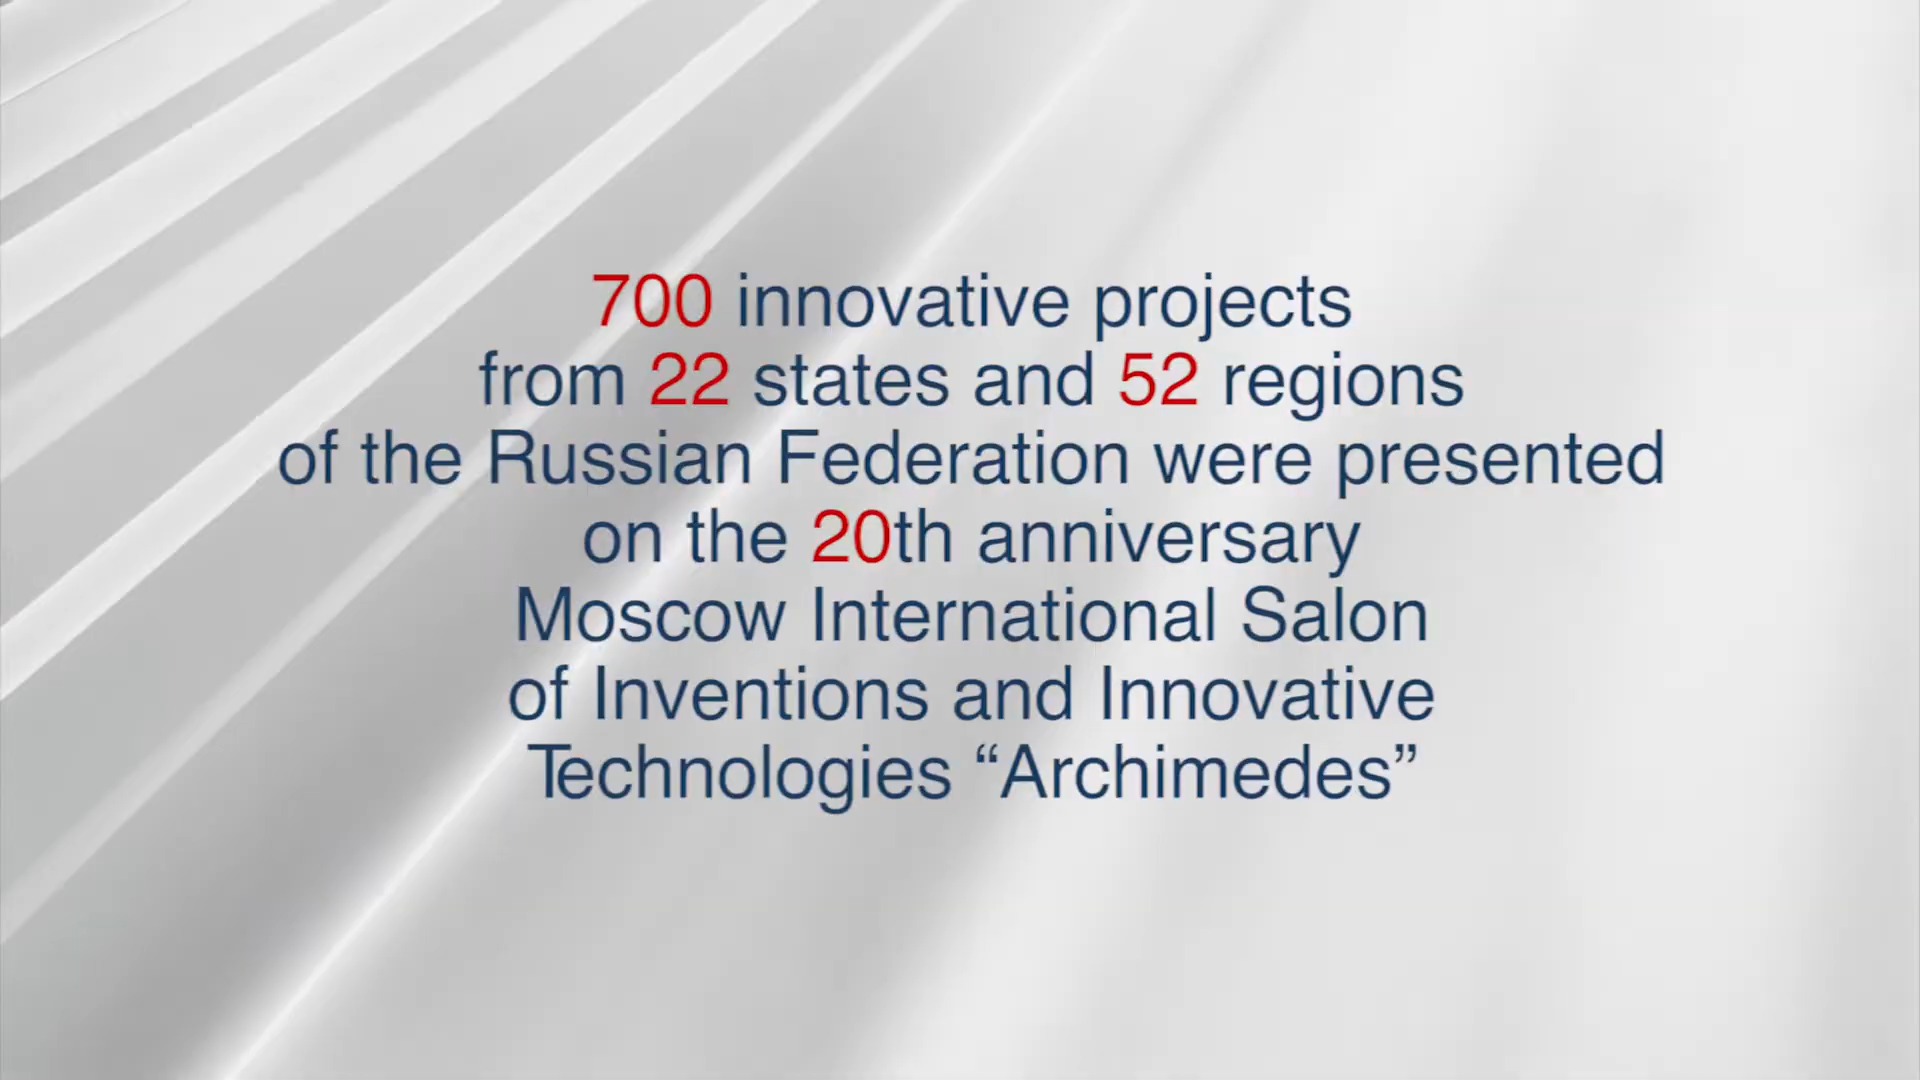 700 innovative projects
from 22 states and 52 regions
of the Russian Federation were presented
on the 20th anniversary
Moscow International Salon
of Inventions and Innovative
Technologies “Archimedes”